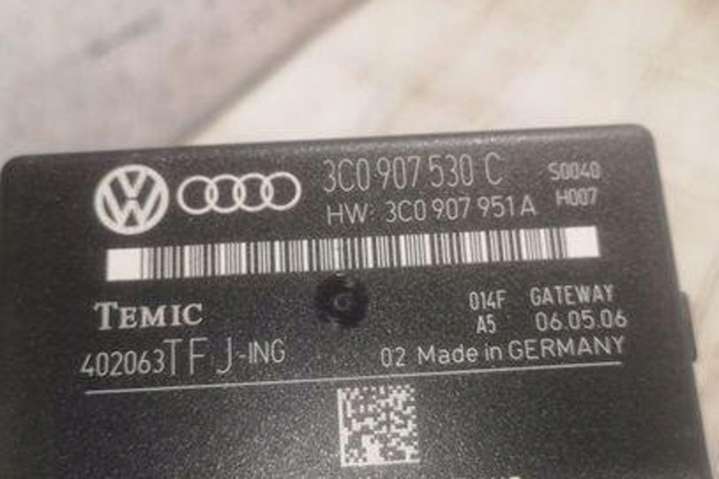 3C0 907 530 C S0040
HW: 3C0 907 951 A H007
TEMIC 014F GATEWAY
A5 06.05.06
402063TFJ-ING 02 Made in GERMANY